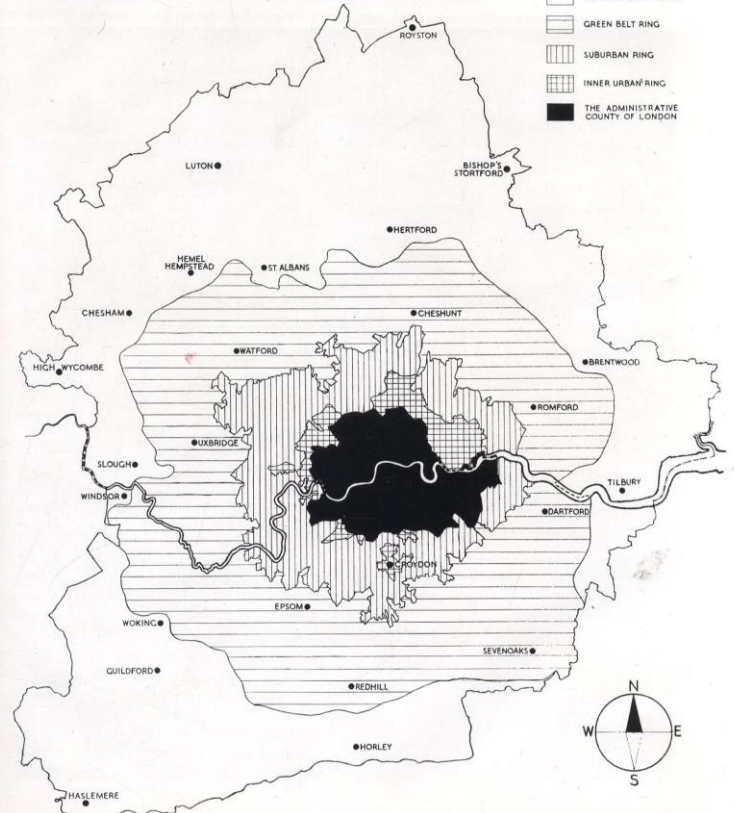 GREEN BELT RING
SUBURBAN RING
INNER URBAN RING
THE ADMINISTRATIVE
COUNTY OF LONDON
ROYSTON
LUTON
BISHOP'S
STORTFORD
HERTFORD
HEMEL
HEMPSTEAD
ST. ALBANS
CHESHAM
CHESHUNT
WATFORD
BRENTWOOD
HIGH WYCOMBE
ROMFORD
UXBRIDGE
SLOUGH
TILBURY
WINDSOR
DARTFORD
CROYDON
EPSOM
WOKING
SEVENOAKS
GUILDFORD
REDHILL
N
W
E
S
HORLEY
HASLEMERE